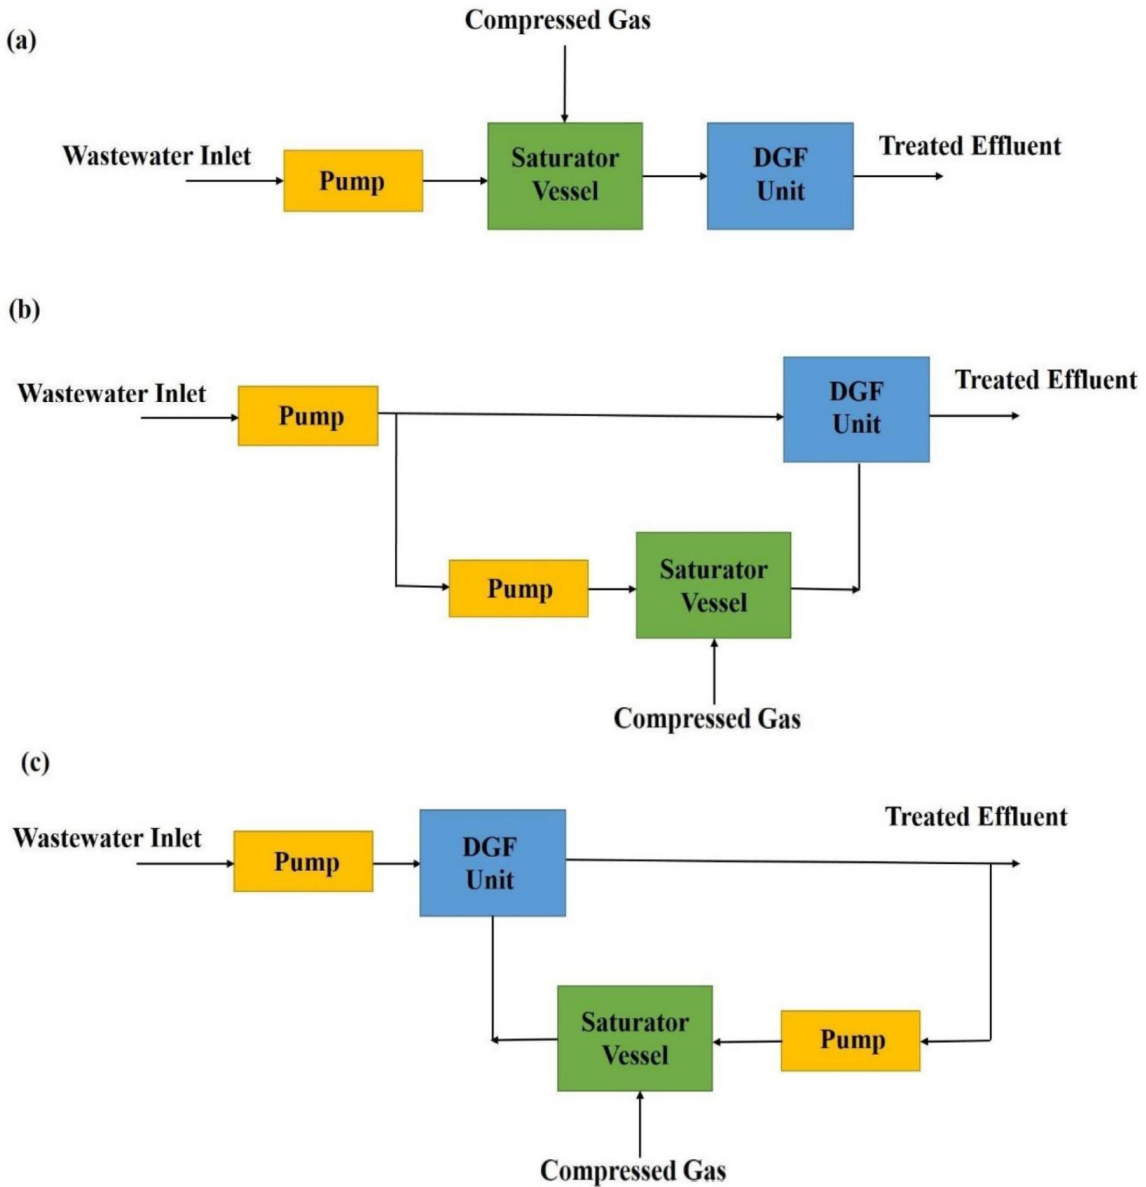 (a)
Compressed Gas
Wastewater Inlet
Pump
Saturator
Vessel
DGF
Unit
Treated Effluent
(b)
Wastewater Inlet
Pump
DGF
Unit
Treated Effluent
Pump
Saturator
Vessel
Compressed Gas
(c)
Wastewater Inlet
Pump
DGF
Unit
Treated Effluent
Saturator
Vessel
Pump
Compressed Gas